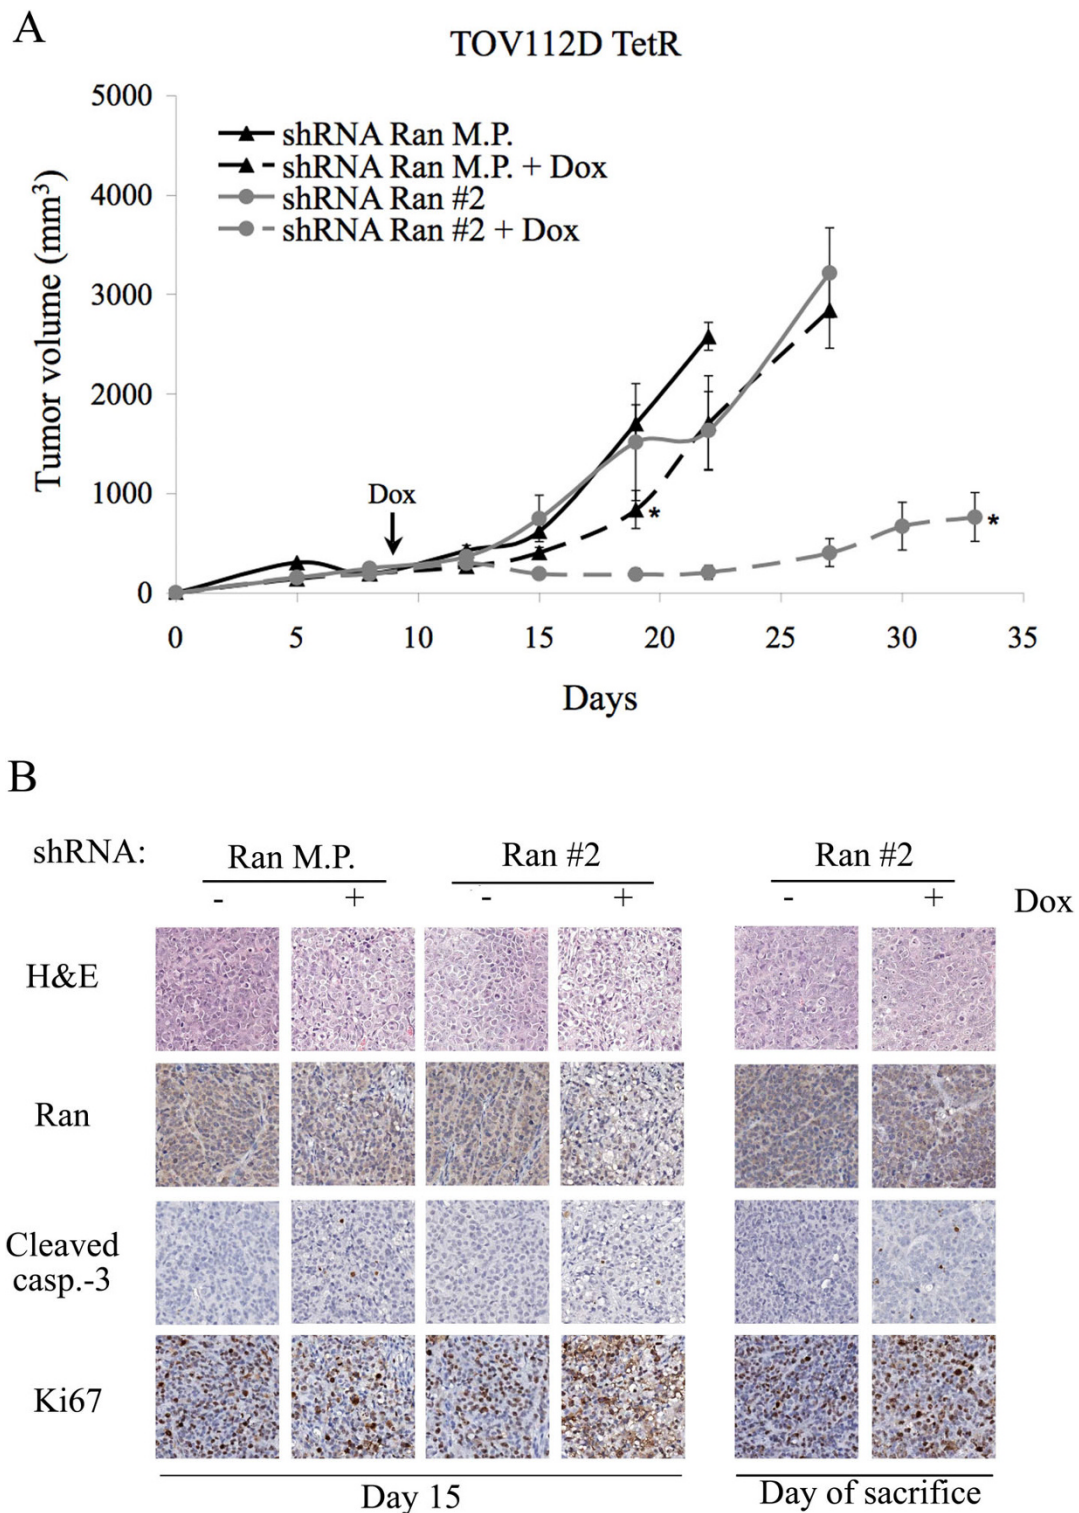 A
TOV112D TetR
5000
4000
3000
2000
1000
0
Tumor volume (mm³)
shRNA Ran M.P.
shRNA Ran M.P. + Dox
shRNA Ran #2
shRNA Ran #2 + Dox
Dox
*
*
0 5 10 15 20 25 30 35
Days
B
shRNA: Ran M.P. Ran #2 Ran #2
- + - + - + Dox
H&E
Ran
Cleaved
casp.-3
Ki67
Day 15 Day of sacrifice